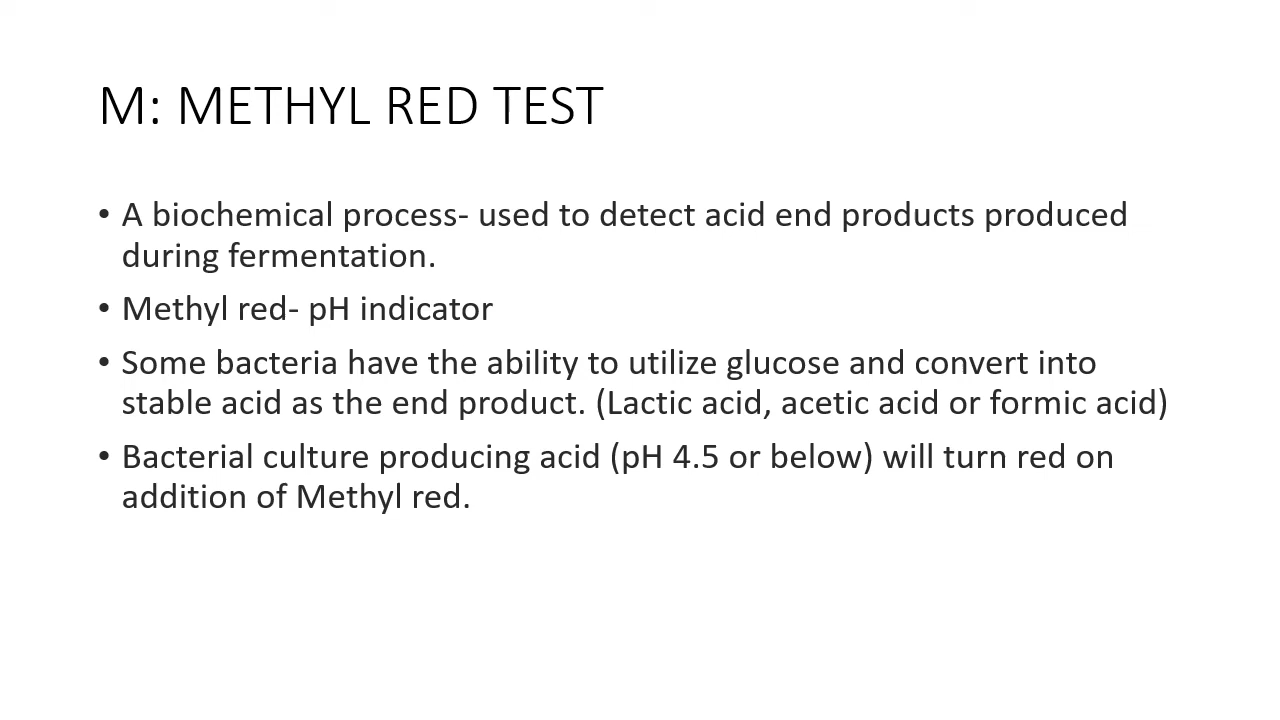 M: METHYL RED TEST
• A biochemical process- used to detect acid end products produced
during fermentation.
• Methyl red- pH indicator
• Some bacteria have the ability to utilize glucose and convert into
stable acid as the end product. (Lactic acid, acetic acid or formic acid)
• Bacterial culture producing acid (pH 4.5 or below) will turn red on
addition of Methyl red.